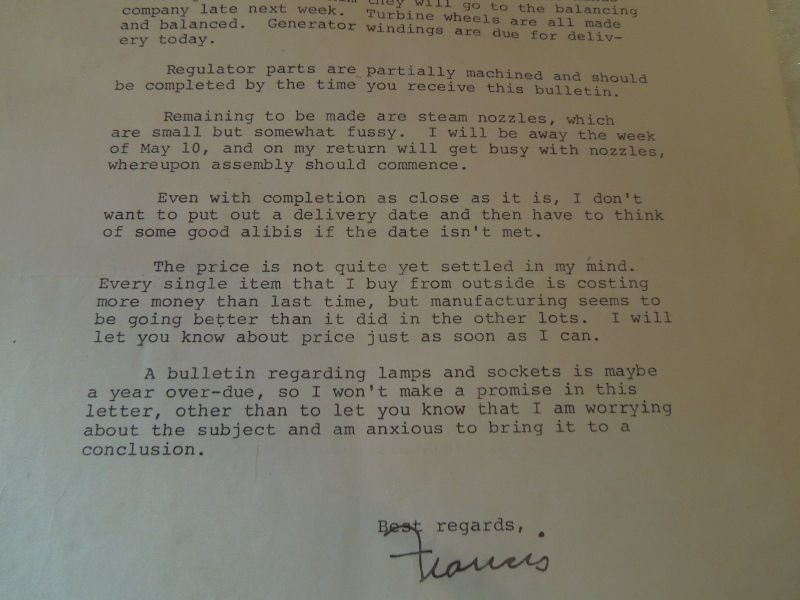 they will go to the balancing
company late next week.  Turbine wheels are all made
and balanced.  Generator windings are due for deliv-
ery today.
Regulator parts are partially machined and should
be completed by the time you receive this bulletin.
Remaining to be made are steam nozzles, which
are small but somewhat fussy.  I will be away the week
of May 10, and on my return will get busy with nozzles,
whereupon assembly should commence.
Even with completion as close as it is, I don't
want to put out a delivery date and then have to think
of some good alibis if the date isn't met.
The price is not quite yet settled in my mind.
Every single item that I buy from outside is costing
more money than last time, but manufacturing seems to
be going better than it did in the other lots.  I will
let you know about price just as soon as I can.
A bulletin regarding lamps and sockets is maybe
a year over-due, so I won't make a promise in this
letter, other than to let you know that I am worrying
about the subject and am anxious to bring it to a
conclusion.
Best regards,
Francis